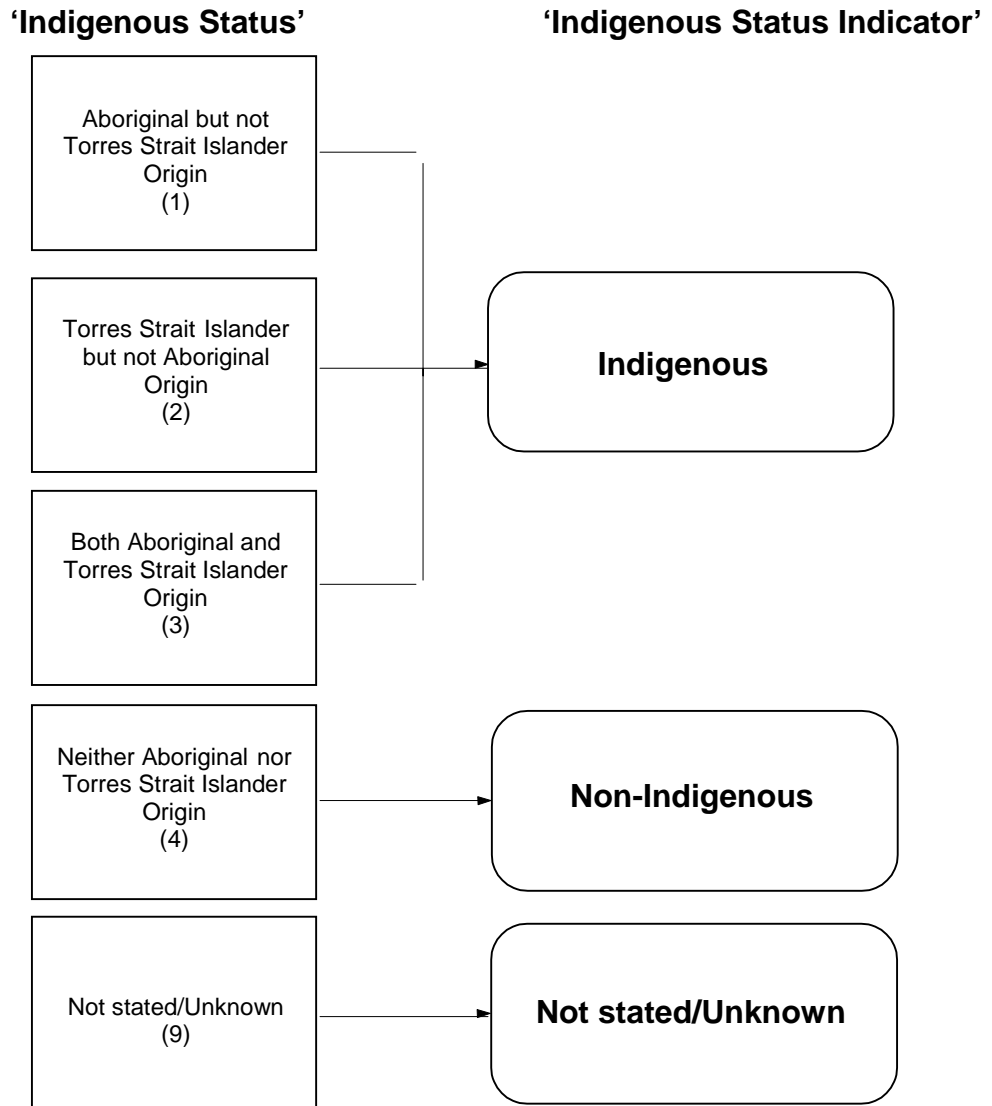 ‘Indigenous Status’
‘Indigenous Status Indicator’
Aboriginal but not
Torres Strait Islander
Origin
(1)
Torres Strait Islander
but not Aboriginal
Origin
(2)
Indigenous
Both Aboriginal and
Torres Strait Islander
Origin
(3)
Neither Aboriginal nor
Torres Strait Islander
Origin
(4)
Non-Indigenous
Not stated/Unknown
(9)
Not stated/Unknown